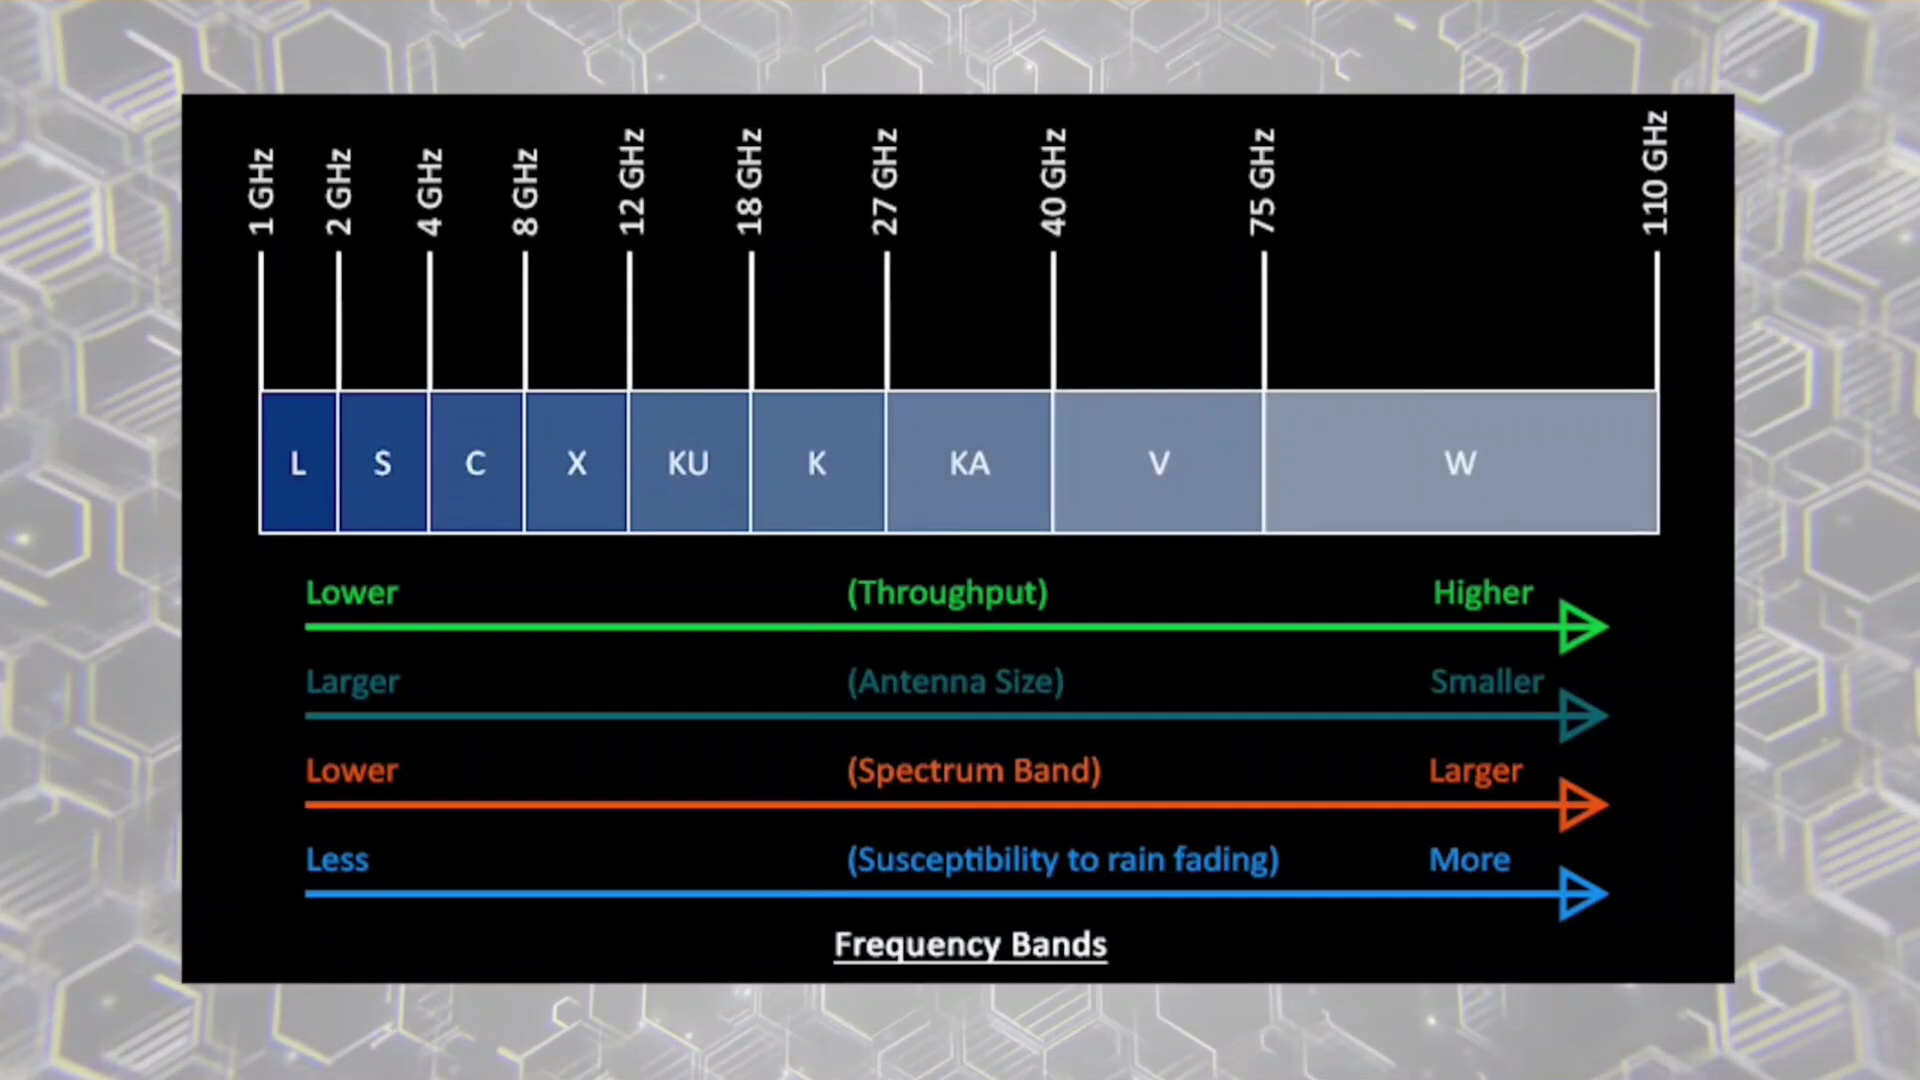 1 GHz 2 GHz 4 GHz 8 GHz 12 GHz 18 GHz 27 GHz 40 GHz 75 GHz 110 GHz
L S C X KU K KA V W
Lower (Throughput) Higher
Larger (Antenna Size) Smaller
Lower (Spectrum Band) Larger
Less (Susceptibility to rain fading) More
Frequency Bands